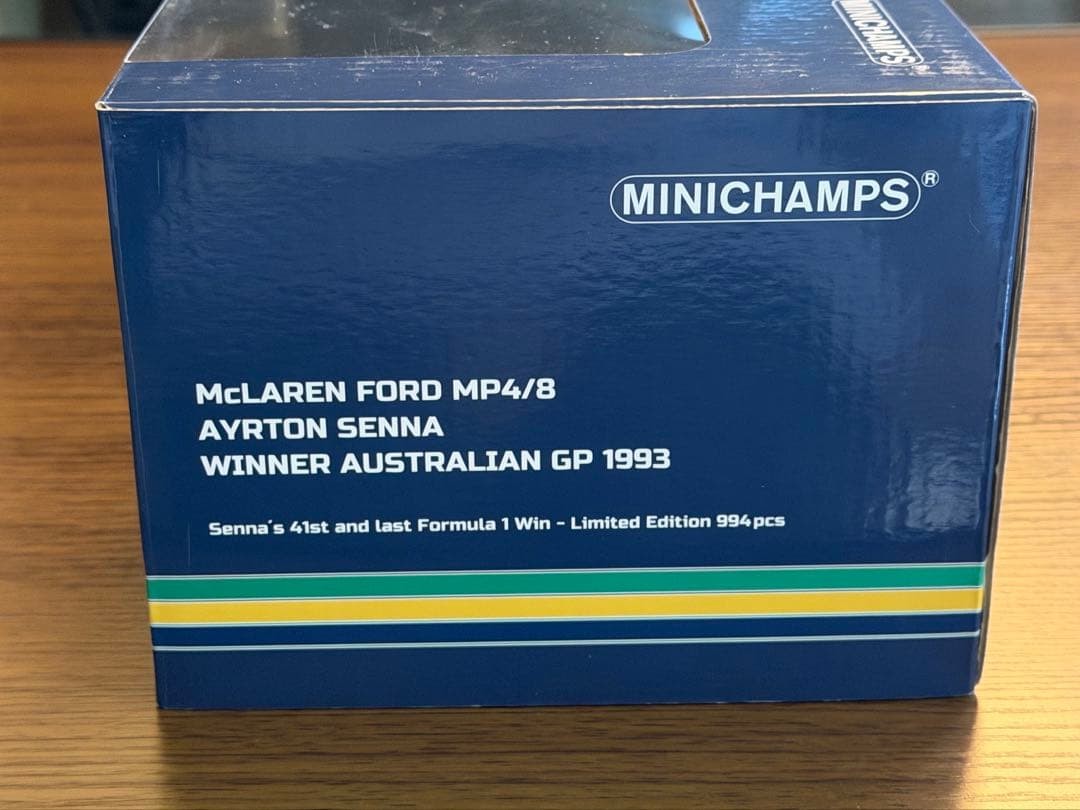 MINICHAMPS
MINICHAMPS®
McLAREN FORD MP4/8
AYRTON SENNA
WINNER AUSTRALIAN GP 1993
Senna´s 41st and last Formula 1 Win - Limited Edition 994pcs